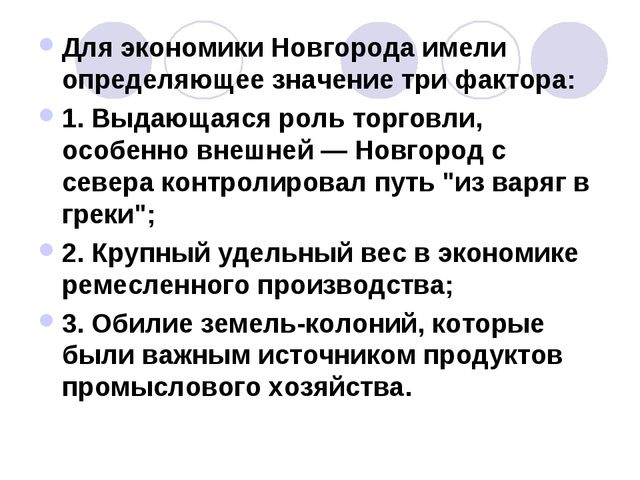 Для экономики Новгорода имели
определяющее значение три фактора:
1. Выдающаяся роль торговли,
особенно внешней — Новгород с
севера контролировал путь "из варяг в
греки";
2. Крупный удельный вес в экономике
ремесленного производства;
3. Обилие земель-колоний, которые
были важным источником продуктов
промыслового хозяйства.